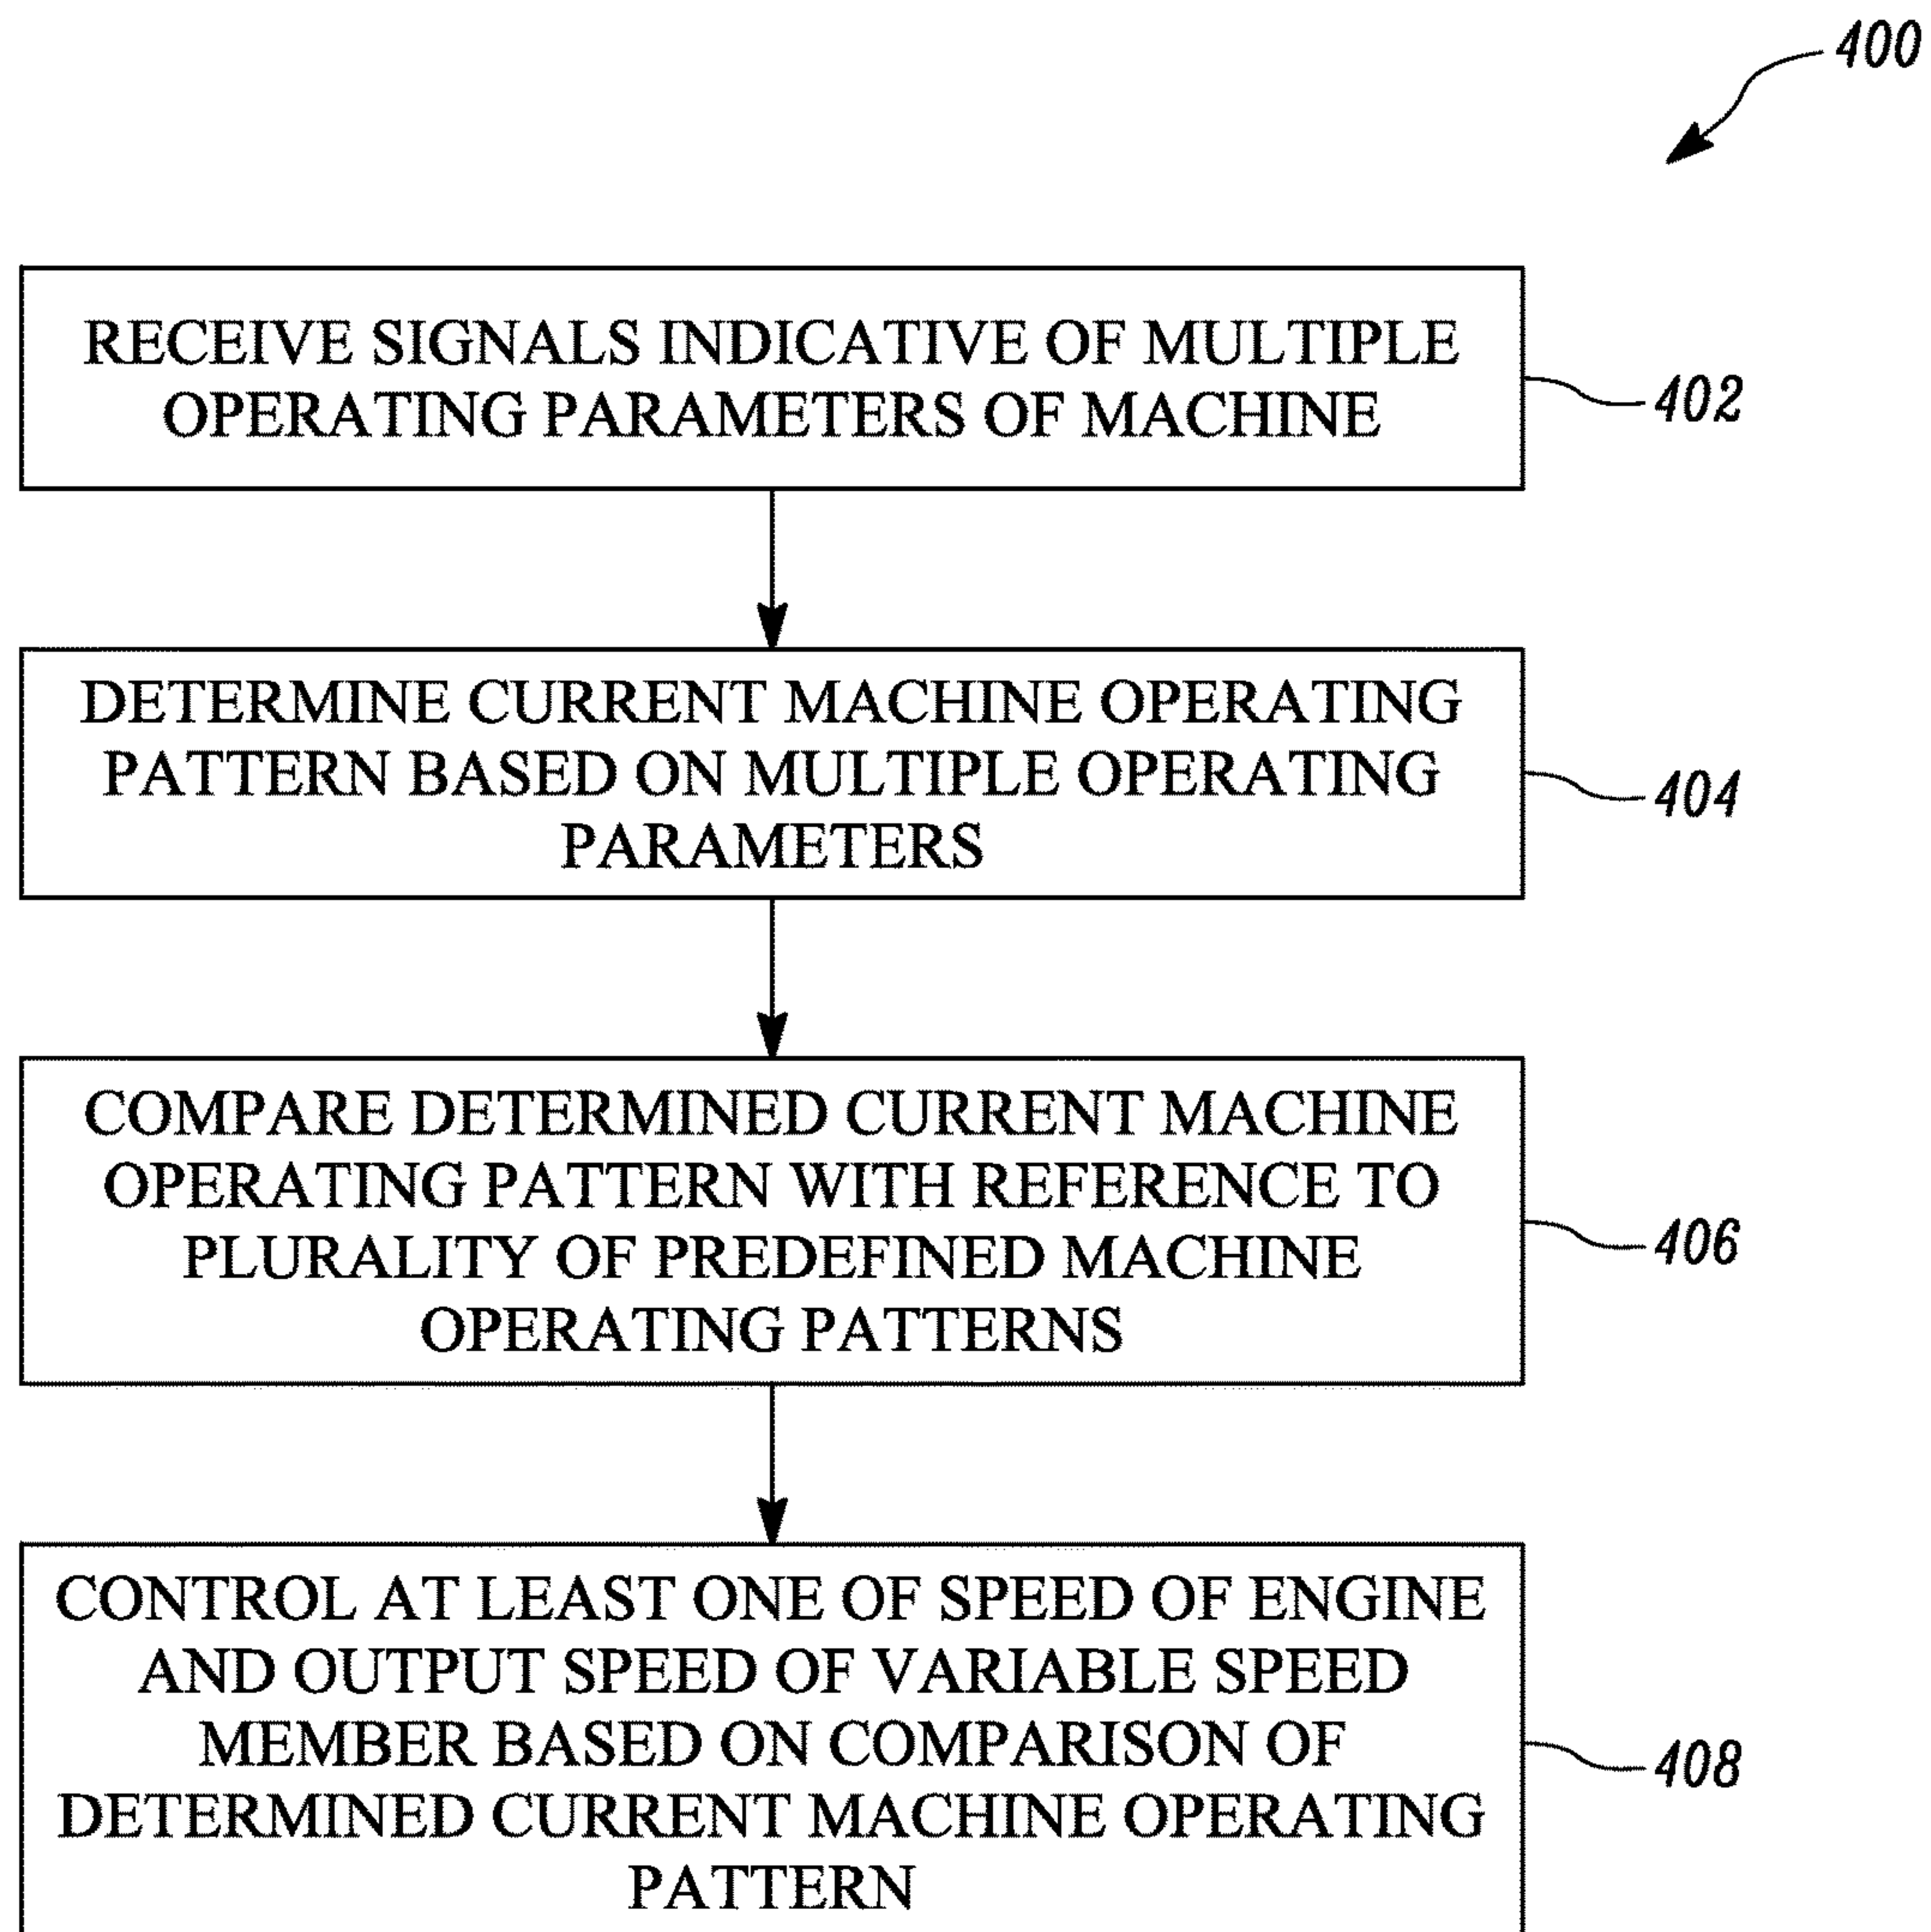 400
RECEIVE SIGNALS INDICATIVE OF MULTIPLE
OPERATING PARAMETERS OF MACHINE
402
DETERMINE CURRENT MACHINE OPERATING
PATTERN BASED ON MULTIPLE OPERATING
PARAMETERS
404
COMPARE DETERMINED CURRENT MACHINE
OPERATING PATTERN WITH REFERENCE TO
PLURALITY OF PREDEFINED MACHINE
OPERATING PATTERNS
406
CONTROL AT LEAST ONE OF SPEED OF ENGINE
AND OUTPUT SPEED OF VARIABLE SPEED
MEMBER BASED ON COMPARISON OF
DETERMINED CURRENT MACHINE OPERATING
PATTERN
408